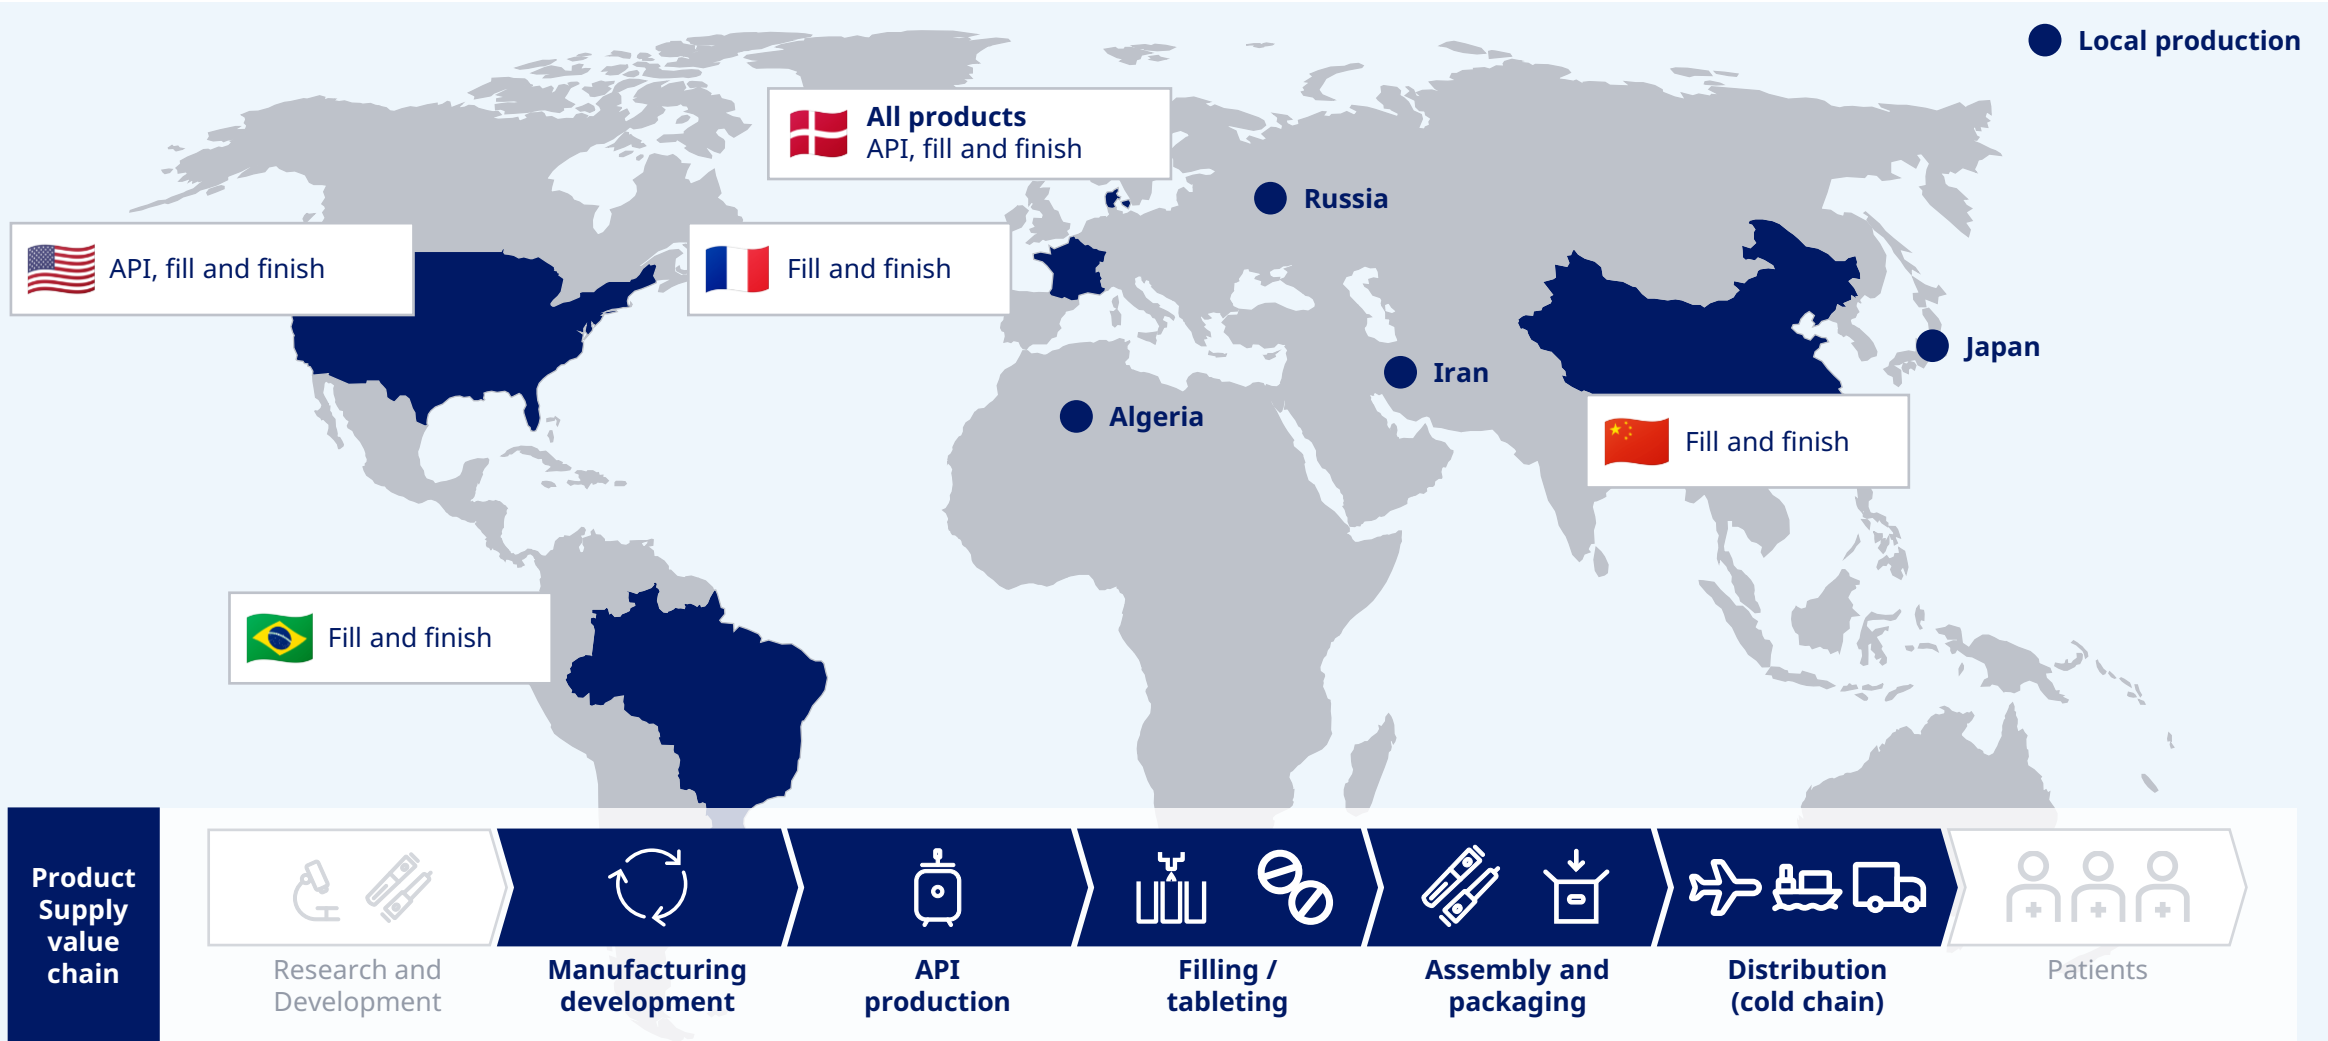 Local production
All products
API, fill and finish
Russia
API, fill and finish
Fill and finish
Japan
Iran
Algeria
Fill and finish
Fill and finish
Product
Supply
value
chain
Research and
Development
Manufacturing
development
API
production
Filling /
tableting
Assembly and
packaging
Distribution
(cold chain)
Patients